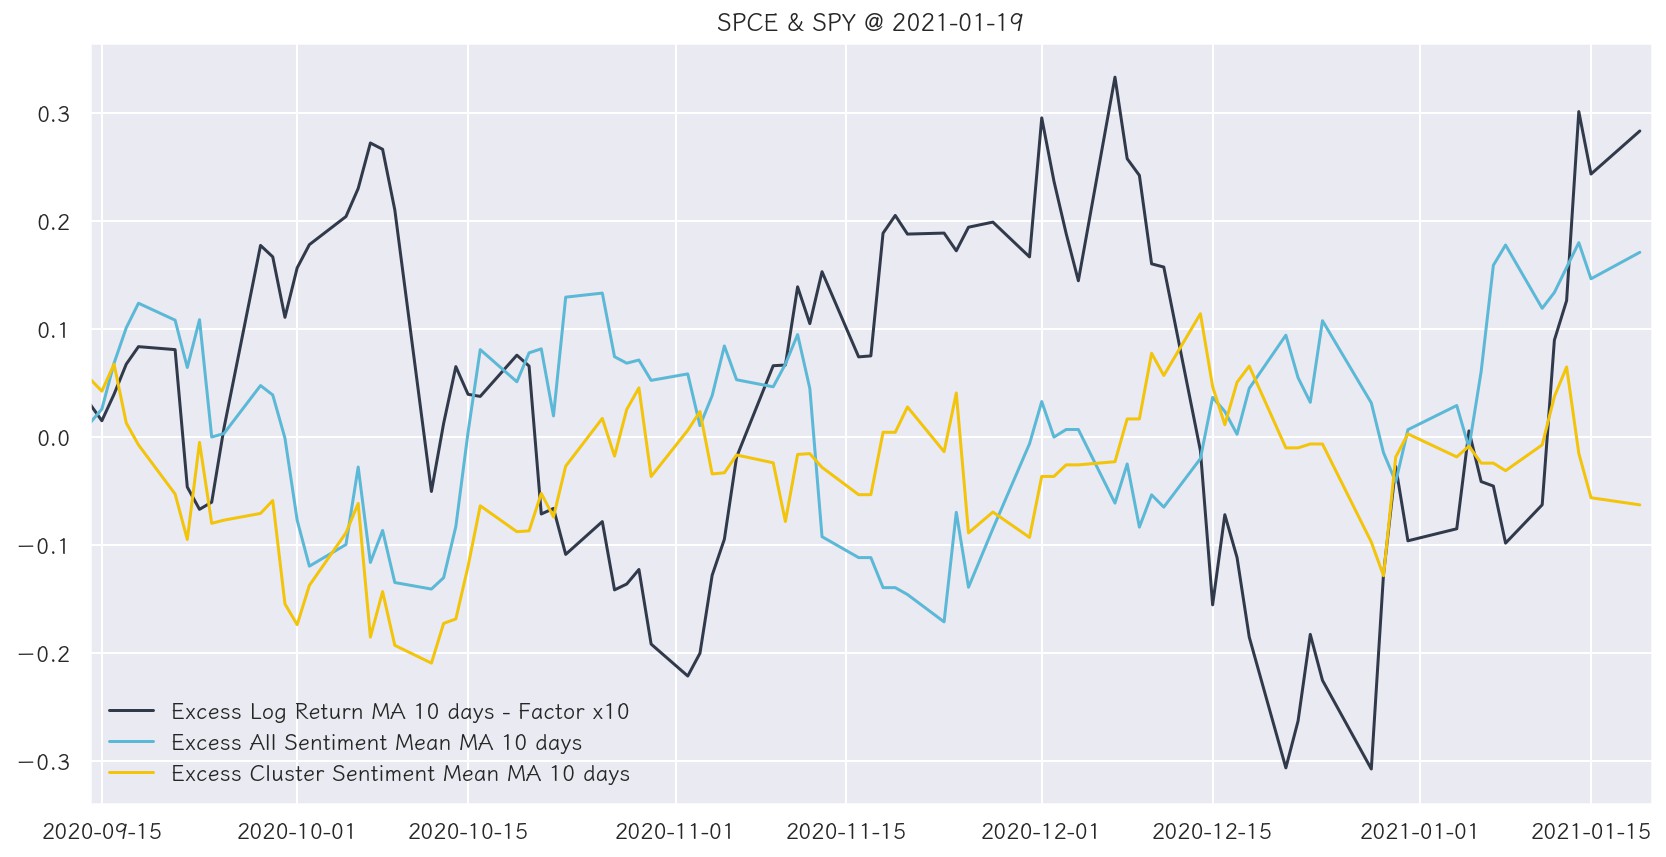 SPCE & SPY @ 2021-01-19
0.3
0.2
0.1
0.0
−0.1
−0.2
−0.3
Excess Log Return MA 10 days - Factor x10
Excess All Sentiment Mean MA 10 days
Excess Cluster Sentiment Mean MA 10 days
2020-09-15 2020-10-01 2020-10-15 2020-11-01 2020-11-15 2020-12-01 2020-12-15 2021-01-01 2021-01-15